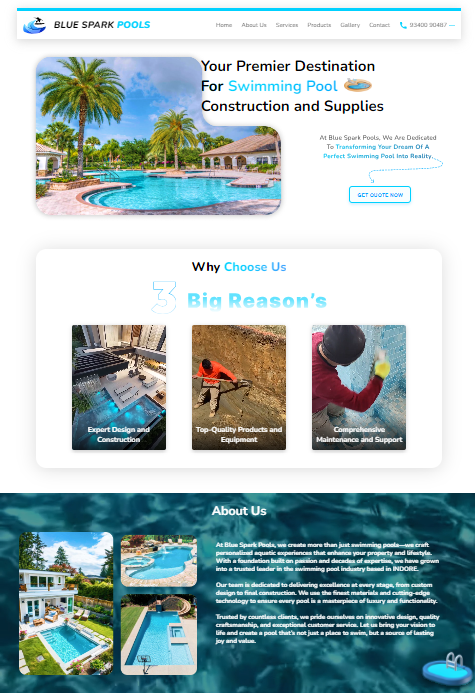 BLUE SPARK POOLS
Home About Us Services Products Gallery Contact 93400 90487
Your Premier Destination
For Swimming Pool
Construction and Supplies
At Blue Spark Pools, We Are Dedicated
To Transforming Your Dream Of A
Perfect Swimming Pool Into Reality.
GET QUOTE NOW
Why Choose Us
3 Big Reason's
Expert Design and
Construction
Top-Quality Products and
Equipment
Comprehensive
Maintenance and Support
About Us
At Blue Spark Pools, we create more than just swimming pools—we craft
personalized aquatic experiences that enhance your property and lifestyle.
With a foundation built on passion and decades of expertise, we have grown
into a trusted leader in the swimming pool industry based in INDORE.
Our team is dedicated to delivering excellence at every stage, from custom
design to final construction. We use the finest materials and cutting-edge
technology to ensure every pool is a masterpiece of luxury and functionality.
Trusted by countless clients, we pride ourselves on innovative design, quality
craftsmanship, and exceptional customer service. Let us bring your vision to
life and create a pool that's not just a place to swim, but a source of lasting
joy and value.